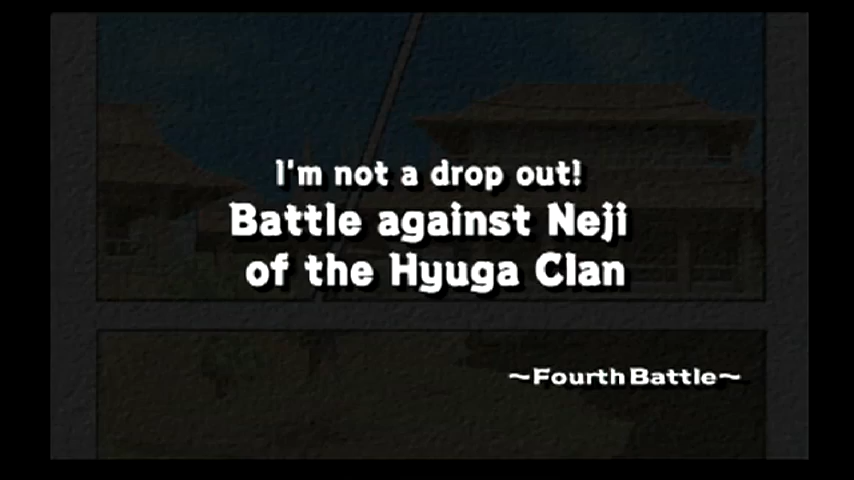 I'm not a drop out!
Battle against Neji
of the Hyuga Clan
~Fourth Battle~